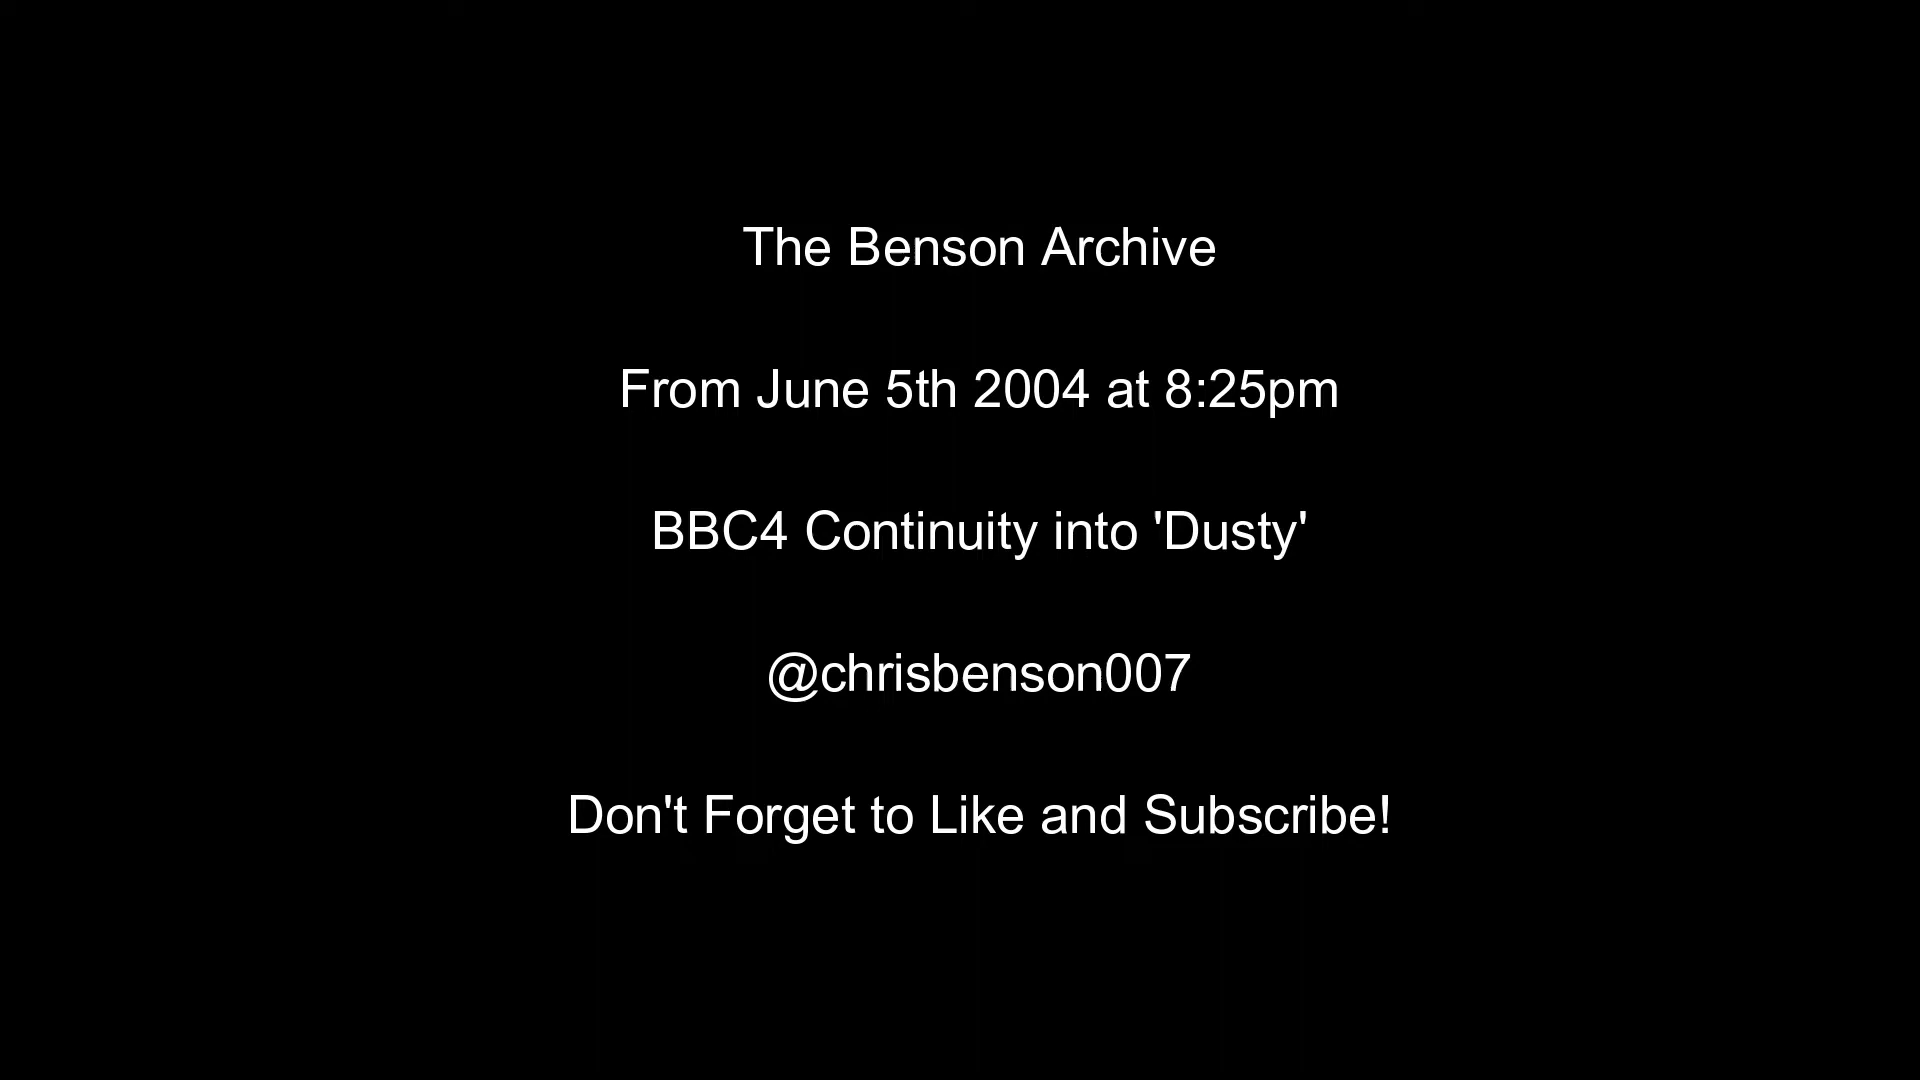 The Benson Archive
From June 5th 2004 at 8:25pm
BBC4 Continuity into 'Dusty'
@chrisbenson007
Don't Forget to Like and Subscribe!